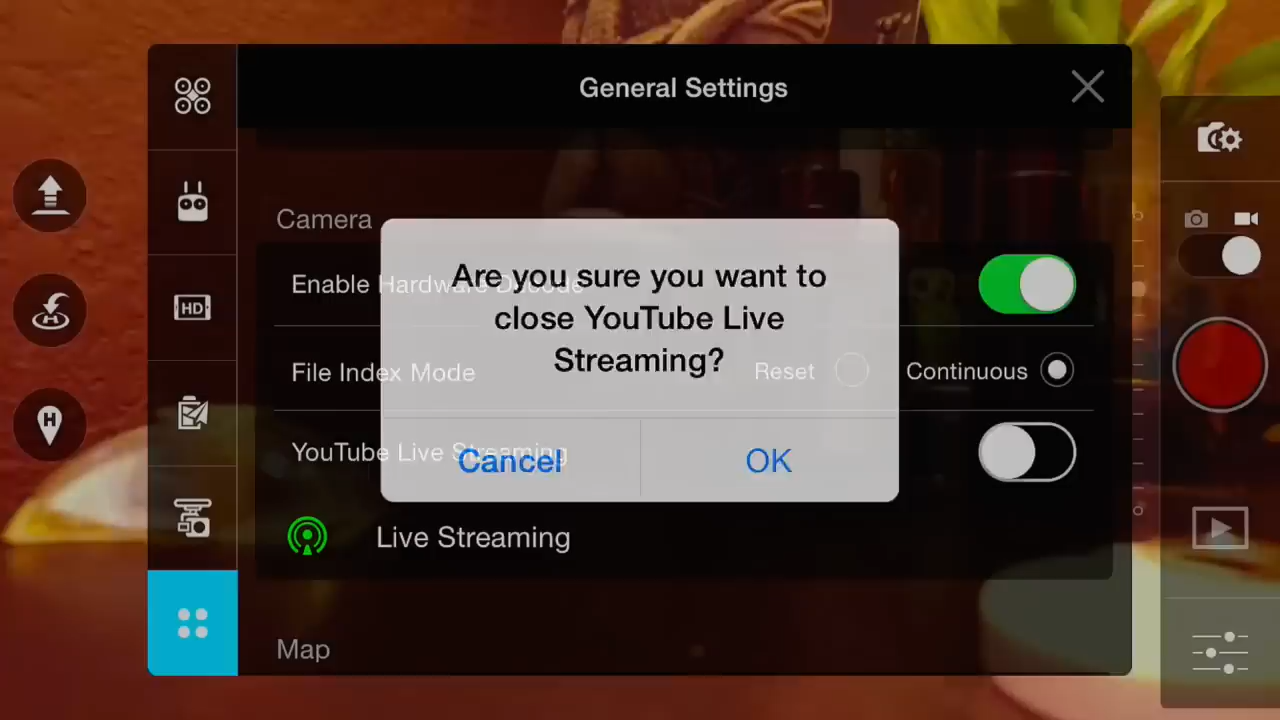 General Settings
Camera
Enable Hardware Decode
Are you sure you want to
close YouTube Live
Streaming?
File Index Mode
Reset
Continuous
HD
YouTube Live Streaming
Cancel
OK
H
H
Live Streaming
Map